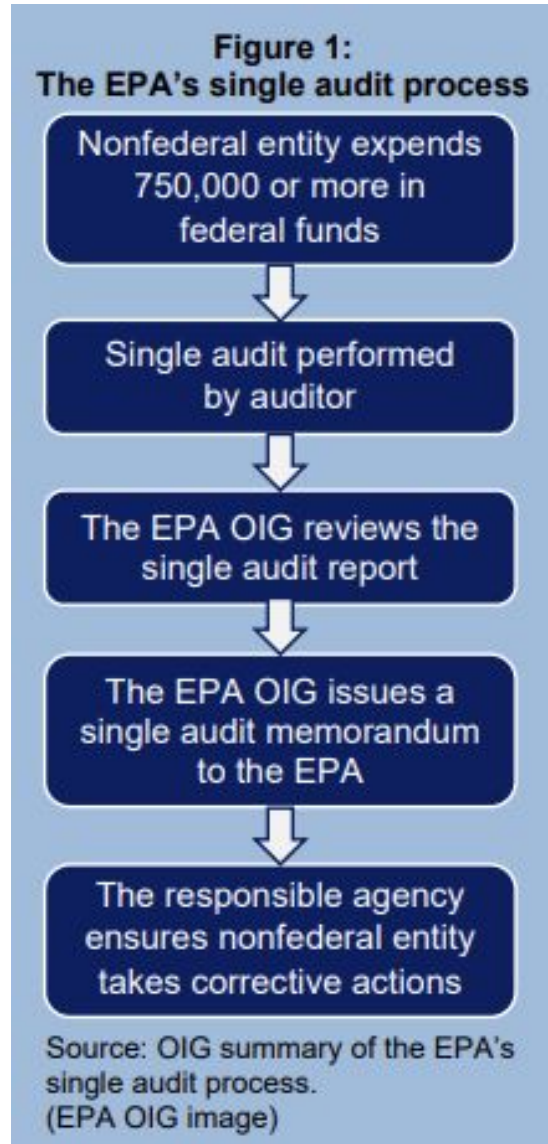 Figure 1:
The EPA's single audit process
Nonfederal entity expends
750,000 or more in
federal funds
Single audit performed
by auditor
The EPA OIG reviews the
single audit report
The EPA OIG issues a
single audit memorandum
to the EPA
The responsible agency
ensures nonfederal entity
takes corrective actions
Source: OIG summary of the EPA's
single audit process.
(EPA OIG image)